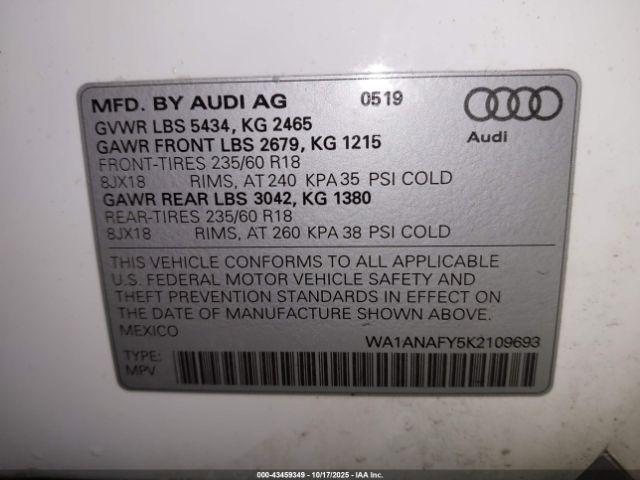 MFD. BY AUDI AG 0519
GVWR LBS 5434, KG 2465
Audi
GAWR FRONT LBS 2679, KG 1215
FRONT-TIRES 235/60 R18
8JX18 RIMS, AT 240 KPA 35 PSI COLD
GAWR REAR LBS 3042, KG 1380
REAR-TIRES 235/60 R18
8JX18 RIMS, AT 260 KPA 38 PSI COLD
THIS VEHICLE CONFORMS TO ALL APPLICABLE
U.S. FEDERAL MOTOR VEHICLE SAFETY AND
THEFT PREVENTION STANDARDS IN EFFECT ON
THE DATE OF MANUFACTURE SHOWN ABOVE.
MEXICO WA1ANAFY5K2109693
TYPE:
MPV
000-43459349 - 10/17/2025 - IAA Inc.